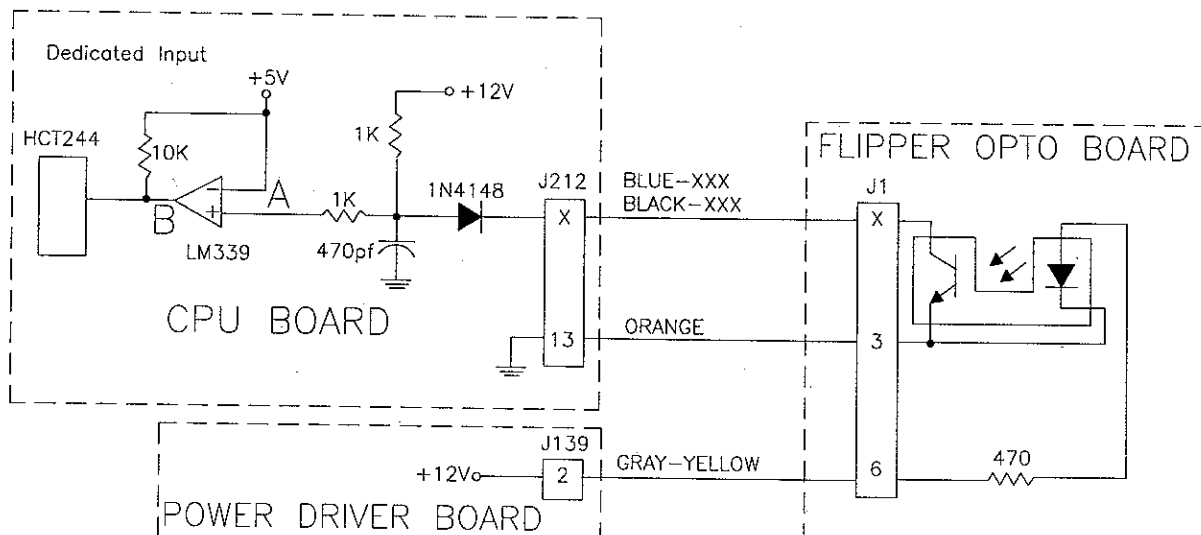 Dedicated Input
+5V
+12V
HCT244
10K
1K
FLIPPER OPTO BOARD
A
B
1K
1N4148
J212
BLUE-XXX
BLACK-XXX
J1
X
X
LM339
470pf
CPU BOARD
13
ORANGE
3
J139
+12V
2
GRAY-YELLOW
6
470
POWER DRIVER BOARD